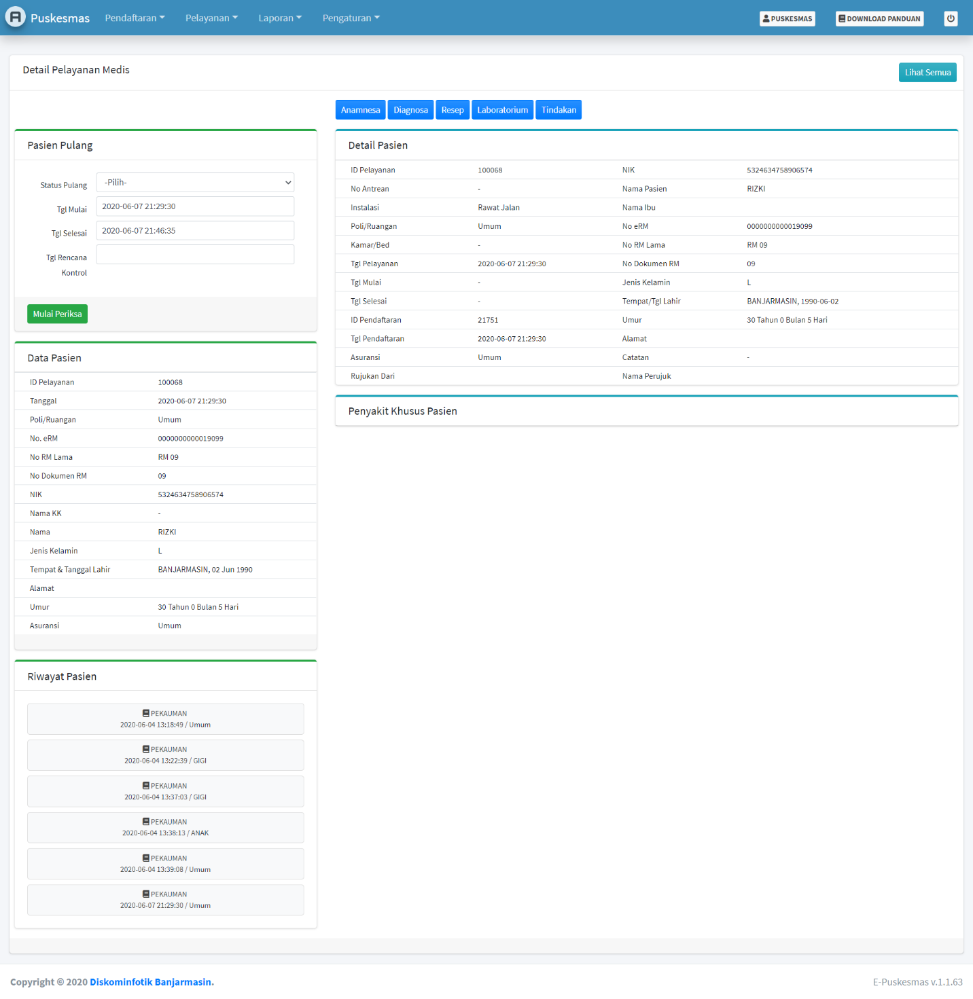 Puskesmas Pendaftaran Pelayanan Laporan Pengaturan PUSKESMAS DOWNLOAD PANDUAN
Detail Pelayanan Medis
Lihat Semua
Anamnesa Diagnosa Resep Laboratorium Tindakan
Pasien Pulang
Status Pulang -Pilih-
Tgl Mulai 2020-06-07 21:29:30
Tgl Selesai 2020-06-07 21:46:35
Tgl Rencana
Kontrol
Mulai Periksa
Data Pasien
ID Pelayanan 100068
Tanggal 2020-06-07 21:29:30
Poli/Ruangan Umum
No. eRM 0000000000019099
No RM Lama RM 09
No Dokumen RM 09
NIK 5324634758906574
Nama KK -
Nama RIZKI
Jenis Kelamin L
Tempat & Tanggal Lahir BANJARMASIN, 02 Jun 1990
Alamat
Umur 30 Tahun 0 Bulan 5 Hari
Asuransi Umum
Riwayat Pasien
PEKAUMAN
2020-06-04 13:18:49 / Umum
PEKAUMAN
2020-06-04 13:22:39 / GIGI
PEKAUMAN
2020-06-04 13:37:03 / GIGI
PEKAUMAN
2020-06-04 13:38:13 / ANAK
PEKAUMAN
2020-06-04 13:39:08 / Umum
PEKAUMAN
2020-06-07 21:29:30 / Umum
Detail Pasien
ID Pelayanan 100068 NIK 5324634758906574
No Antrean - Nama Pasien RIZKI
Instalasi Rawat Jalan Nama Ibu
Poli/Ruangan Umum No eRM 0000000000019099
Kamar/Bed - No RM Lama RM 09
Tgl Pelayanan 2020-06-07 21:29:30 No Dokumen RM 09
Tgl Mulai - Jenis Kelamin L
Tgl Selesai - Tempat/Tgl Lahir BANJARMASIN, 1990-06-02
ID Pendaftaran 21751 Umur 30 Tahun 0 Bulan 5 Hari
Tgl Pendaftaran 2020-06-07 21:29:30 Alamat
Asuransi Umum Catatan -
Rujukan Dari Nama Perujuk
Penyakit Khusus Pasien
Copyright © 2020 Diskominfotik Banjarmasin.
E-Puskesmas v.1.1.63